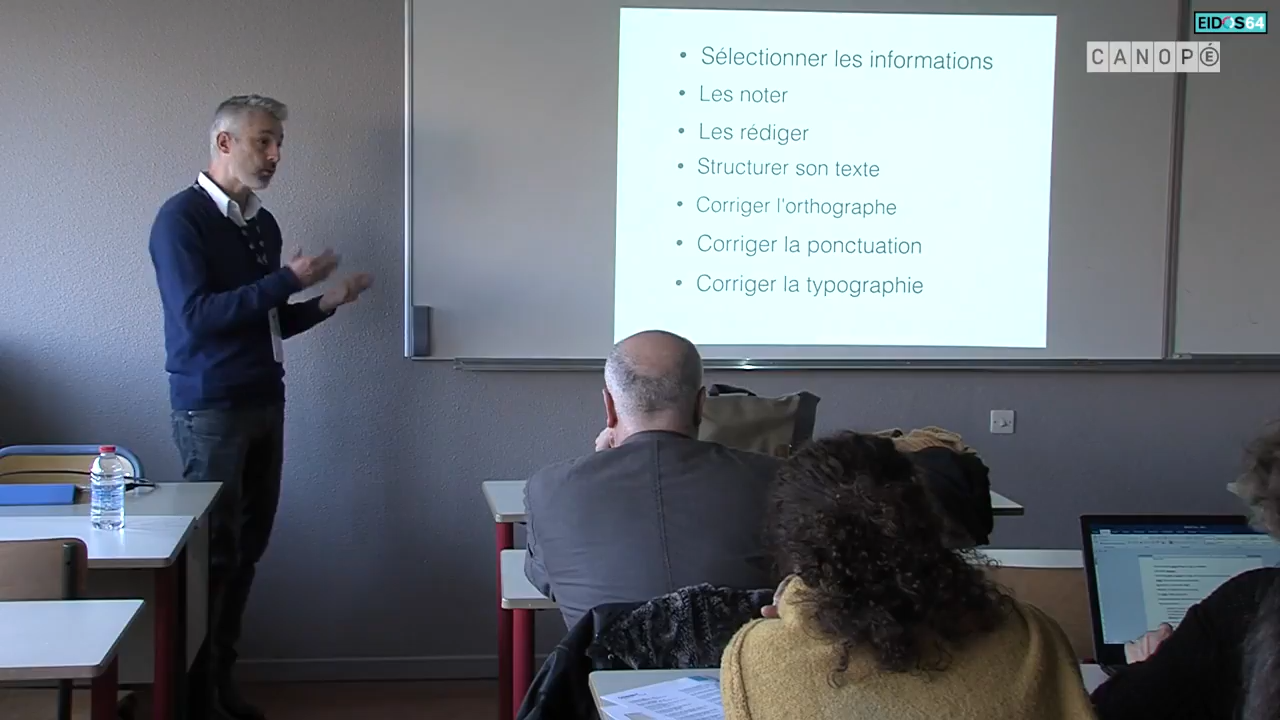 EIDOS64
CANOPÉ
• Sélectionner les informations
• Les noter
• Les rédiger
• Structurer son texte
• Corriger l'orthographe
• Corriger la ponctuation
• Corriger la typographie